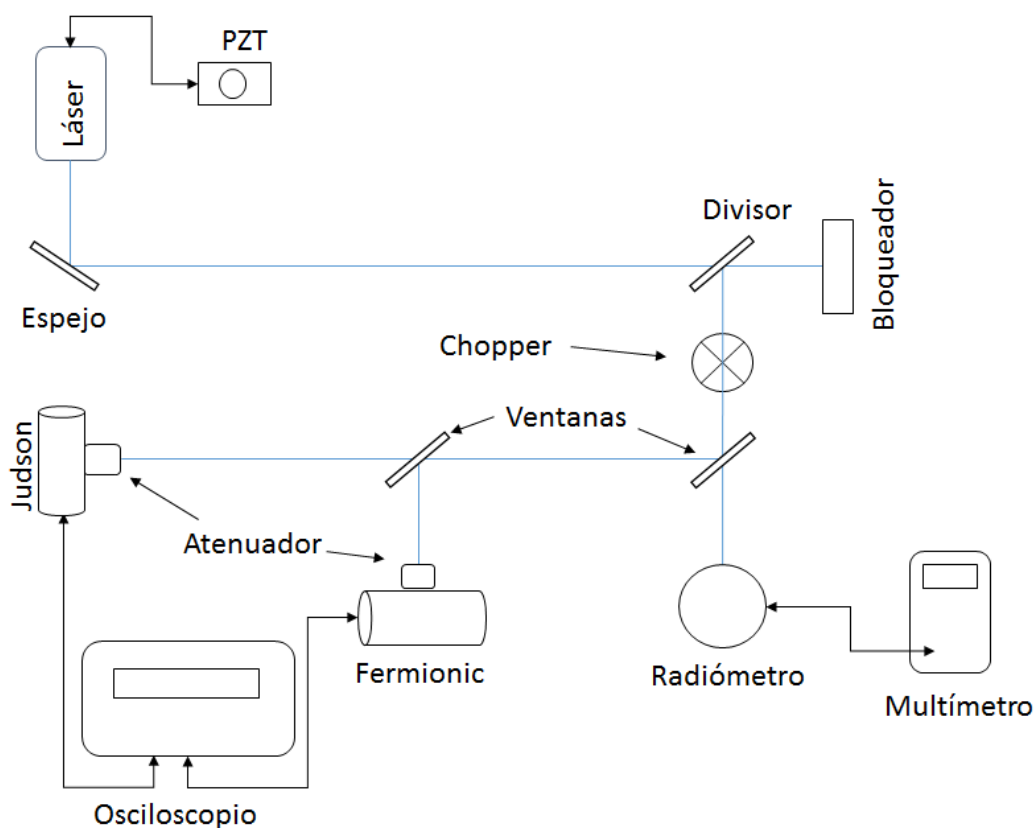 PZT
Láser
Divisor
Bloqueador
Espejo
Chopper
Ventanas
Judson
Atenuador
Fermionic
Radiómetro
Multímetro
Osciloscopio